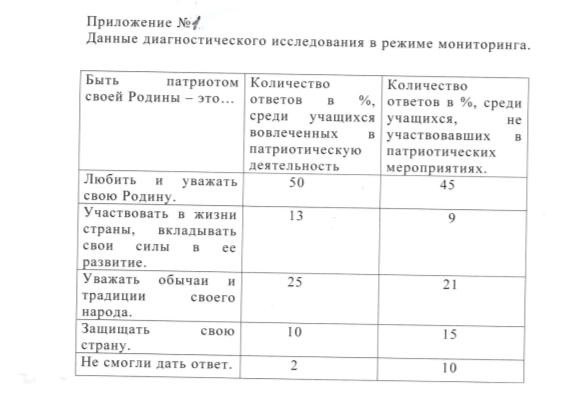 Приложение №1
Данные диагностического исследования в режиме мониторинга.
Быть патриотом
своей Родины – это…
Количество
ответов в %,
среди учащихся
вовлеченных в
патриотическую
деятельность
Количество
ответов в %, среди
учащихся, не
участвовавших в
патриотических
мероприятиях.
Любить и уважать
свою Родину.
50
45
Участвовать в жизни
страны, вкладывать
свои силы в ее
развитие.
13
9
Уважать обычаи и
традиции своего
народа.
25
21
Защищать свою
страну.
10
15
Не смогли дать ответ.
2
10